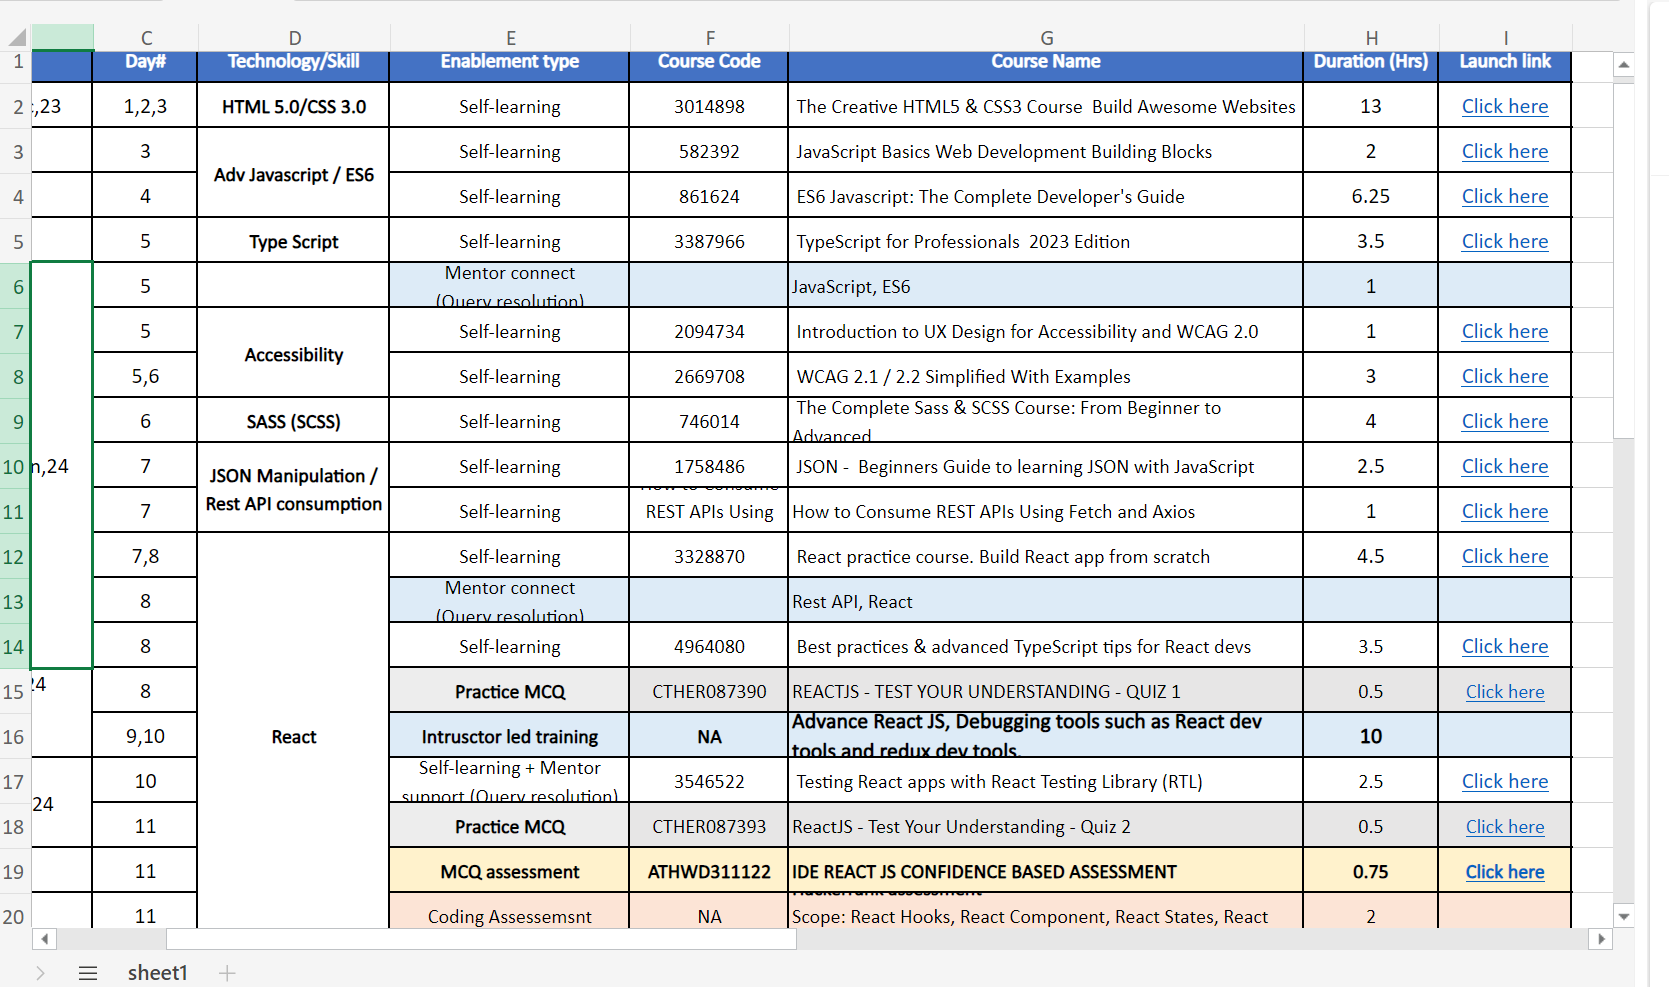 C D E F G H I
1 Day# Technology/Skill Enablement type Course Code Course Name Duration (Hrs) Launch link
2 ,23 1,2,3 HTML 5.0/CSS 3.0 Self-learning 3014898 The Creative HTML5 & CSS3 Course Build Awesome Websites 13 Click here
3 3 Adv Javascript / ES6 Self-learning 582392 JavaScript Basics Web Development Building Blocks 2 Click here
4 4 Self-learning 861624 ES6 Javascript: The Complete Developer's Guide 6.25 Click here
5 5 Type Script Self-learning 3387966 TypeScript for Professionals 2023 Edition 3.5 Click here
6 5 Mentor connect (Query resolution) JavaScript, ES6 1
7 5 Accessibility Self-learning 2094734 Introduction to UX Design for Accessibility and WCAG 2.0 1 Click here
8 5,6 Self-learning 2669708 WCAG 2.1 / 2.2 Simplified With Examples 3 Click here
9 6 SASS (SCSS) Self-learning 746014 The Complete Sass & SCSS Course: From Beginner to Advanced 4 Click here
10 n,24 7 JSON Manipulation / Rest API consumption Self-learning 1758486 JSON - Beginners Guide to learning JSON with JavaScript 2.5 Click here
11 7 Self-learning How to Consume REST APIs Using How to Consume REST APIs Using Fetch and Axios 1 Click here
12 7,8 Self-learning 3328870 React practice course. Build React app from scratch 4.5 Click here
13 8 Mentor connect (Query resolution) Rest API, React
14 8 Self-learning 4964080 Best practices & advanced TypeScript tips for React devs 3.5 Click here
15 24 8 Practice MCQ CTHER087390 REACTJS - TEST YOUR UNDERSTANDING - QUIZ 1 0.5 Click here
16 9,10 React Intrusctor led training NA Advance React JS, Debugging tools such as React dev tools and redux dev tools. 10
17 24 10 Self-learning + Mentor support (Query resolution) 3546522 Testing React apps with React Testing Library (RTL) 2.5 Click here
18 11 Practice MCQ CTHER087393 ReactJS - Test Your Understanding - Quiz 2 0.5 Click here
19 11 MCQ assessment ATHWD311122 IDE REACT JS CONFIDENCE BASED ASSESSMENT 0.75 Click here
20 11 Coding Assessemsnt NA Hackerrank assessment Scope: React Hooks, React Component, React States, React 2
sheet1